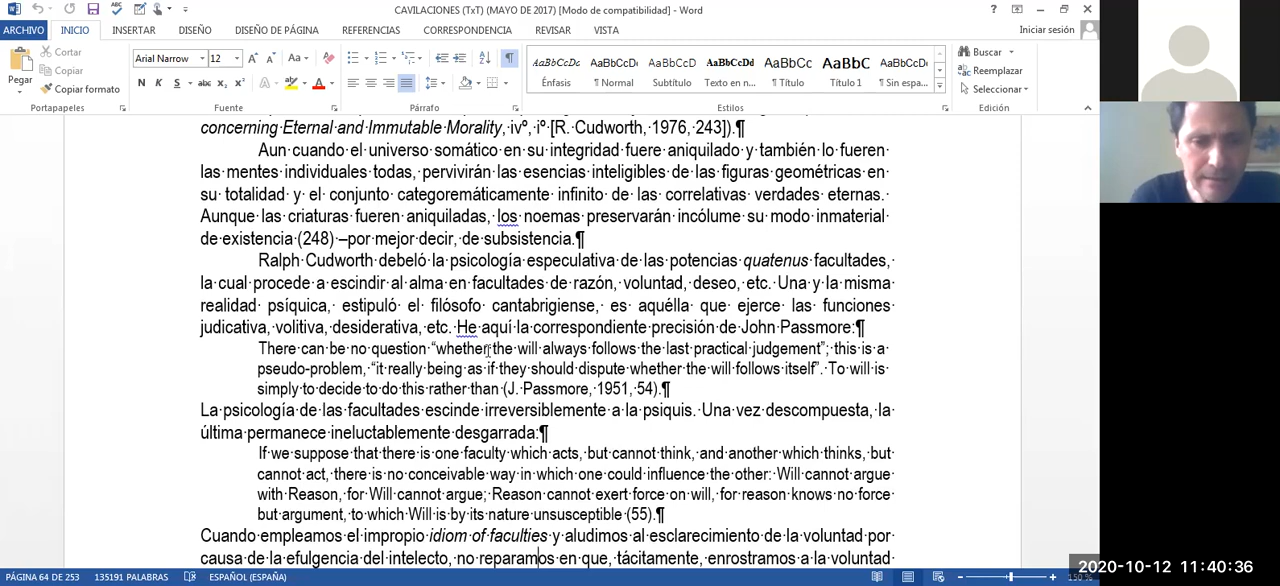 CAVILACIONES (TxT) (MAYO DE 2017) [Modo de compatibilidad] - Word
ARCHIVO INICIO INSERTAR DISEÑO DISEÑO DE PÁGINA REFERENCIAS CORRESPONDENCIA REVISAR VISTA Iniciar sesión
Pegar
Cortar
Copiar
Copiar formato
Portapapeles
Arial Narrow 12
N K S abc x₂ x²
Fuente
Párrafo
AaBbCcDc AaBbCcDc AaBbCcD AaBbCcDd AaBbCc AaBbC AaBbCcDc
Énfasis ¶ Normal Subtítulo Texto en n... ¶ Título Título 1 ¶ Sin espa...
Estilos
Buscar
Reemplazar
Seleccionar
Edición
concerning Eternal and Immutable Morality, ivº, iº [R. Cudworth, 1976, 243]).¶
Aun cuando el universo somático en su integridad fuere aniquilado y también lo fueren
las mentes individuales todas, pervivirán las esencias inteligibles de las figuras geométricas en
su totalidad y el conjunto categoremáticamente infinito de las correlativas verdades eternas.
Aunque las criaturas fueren aniquiladas, los noemas preservarán incólume su modo inmaterial
de existencia (248) –por mejor decir, de subsistencia.¶
Ralph Cudworth debeló la psicología especulativa de las potencias quatenus facultades,
la cual procede a escindir al alma en facultades de razón, voluntad, deseo, etc. Una y la misma
realidad psíquica, estipuló el filósofo cantabrigiense, es aquélla que ejerce las funciones
judicativa, volitiva, desiderativa, etc. He aquí la correspondiente precisión de John Passmore:¶
There can be no question “whether the will always follows the last practical judgement”; this is a
pseudo-problem, “it really being as if they should dispute whether the will follows itself”. To will is
simply to decide to do this rather than (J. Passmore, 1951, 54).¶
La psicología de las facultades escinde irreversiblemente a la psiquis. Una vez descompuesta, la
última permanece ineluctablemente desgarrada:¶
If we suppose that there is one faculty which acts, but cannot think, and another which thinks, but
cannot act, there is no conceivable way in which one could influence the other: Will cannot argue
with Reason, for Will cannot argue; Reason cannot exert force on will, for reason knows no force
but argument, to which Will is by its nature unsusceptible (55).¶
Cuando empleamos el impropio idiom of faculties y aludimos al esclarecimiento de la voluntad por
causa de la efulgencia del intelecto, no reparamos en que, tácitamente, enrostramos a la voluntad
PÁGINA 64 DE 253 135191 PALABRAS ESPAÑOL (ESPAÑA) 150 %
2020-10-12 11:40:36